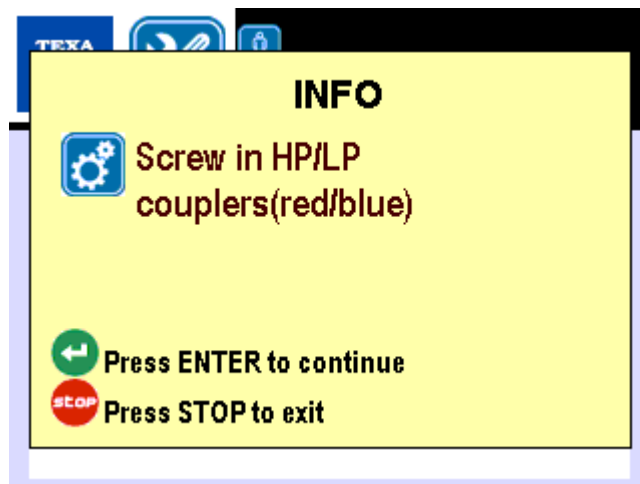 TEXA
INFO
Screw in HP/LP
couplers(red/blue)
Press ENTER to continue
STOP
Press STOP to exit